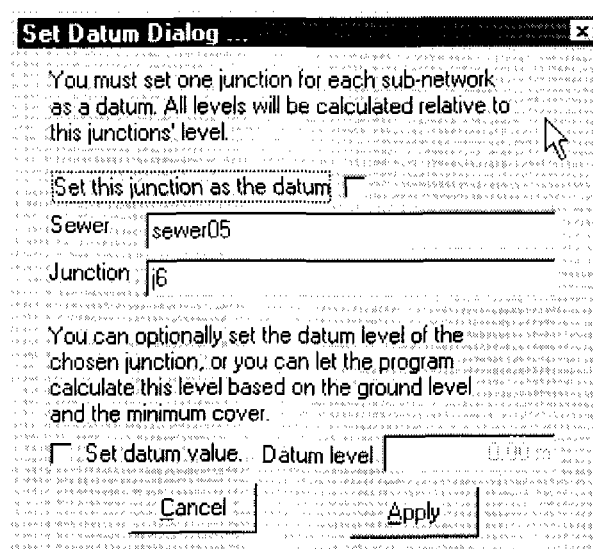 Set Datum Dialog ...
You must set one junction for each sub-network
as a datum. All levels will be calculated relative to
this junctions' level.
Set this junction as the datum
Sewer sewer05
Junction j6
You can optionally set the datum level of the
chosen junction, or you can let the program
calculate this level based on the ground level
and the minimum cover.
Set datum value. Datum level 0.00 m
Cancel Apply